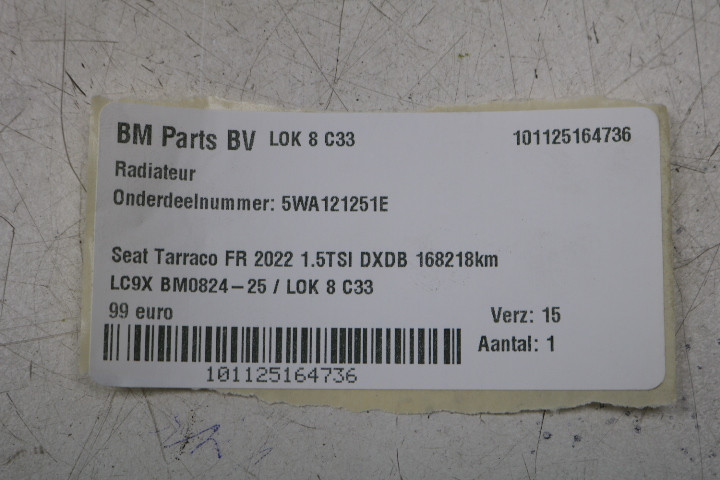 BM Parts BV LOK 8 C33 101125164736
Radiateur
Onderdeelnummer: 5WA121251E
Seat Tarraco FR 2022 1.5TSI DXDB 168218km
LC9X BM0824-25 / LOK 8 C33
99 euro Verz: 15
Aantal: 1
101125164736